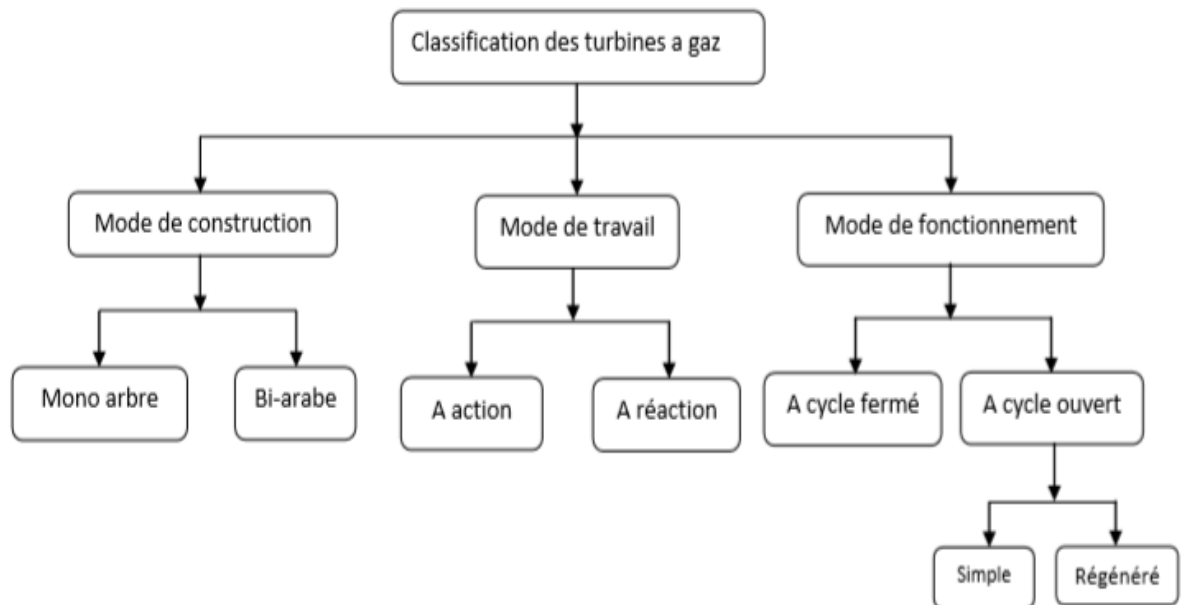 Classification des turbines a gaz
Mode de construction
Mode de travail
Mode de fonctionnement
Mono arbre
Bi-arabe
A action
A réaction
A cycle fermé
A cycle ouvert
Simple
Régénéré